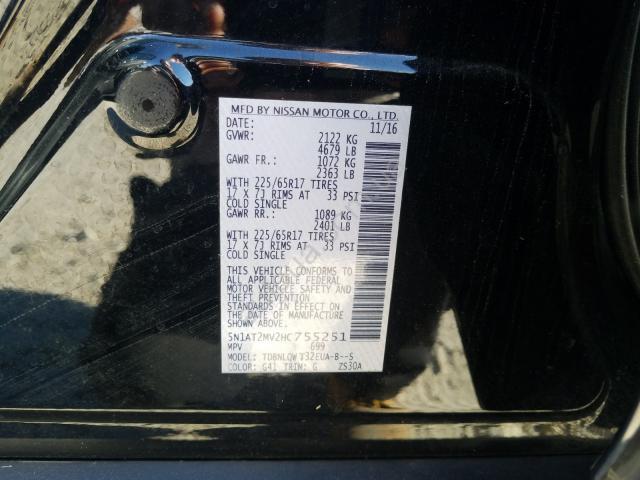 MFD BY NISSAN MOTOR CO., LTD.
DATE: 11/16
GVWR: 2122 KG
4679 LB
GAWR FR.: 1072 KG
2363 LB
WITH 225/65R17 TIRES
17 X 7J RIMS AT 33 PSI
COLD SINGLE
GAWR RR.: 1089 KG
2401 LB
WITH 225/65R17 TIRES
17 X 7J RIMS AT 33 PSI
COLD SINGLE
THIS VEHICLE CONFORMS TO
ALL APPLICABLE FEDERAL
MOTOR VEHICLE SAFETY AND
THEFT PREVENTION
STANDARDS IN EFFECT ON
THE DATE OF MANUFACTURE
SHOWN ABOVE.
5N1AT2MV2HC755251
MPV 699
MODEL: TDBNLQW T32EUA-B--S
COLOR: G41 TRIM: G ZS30A